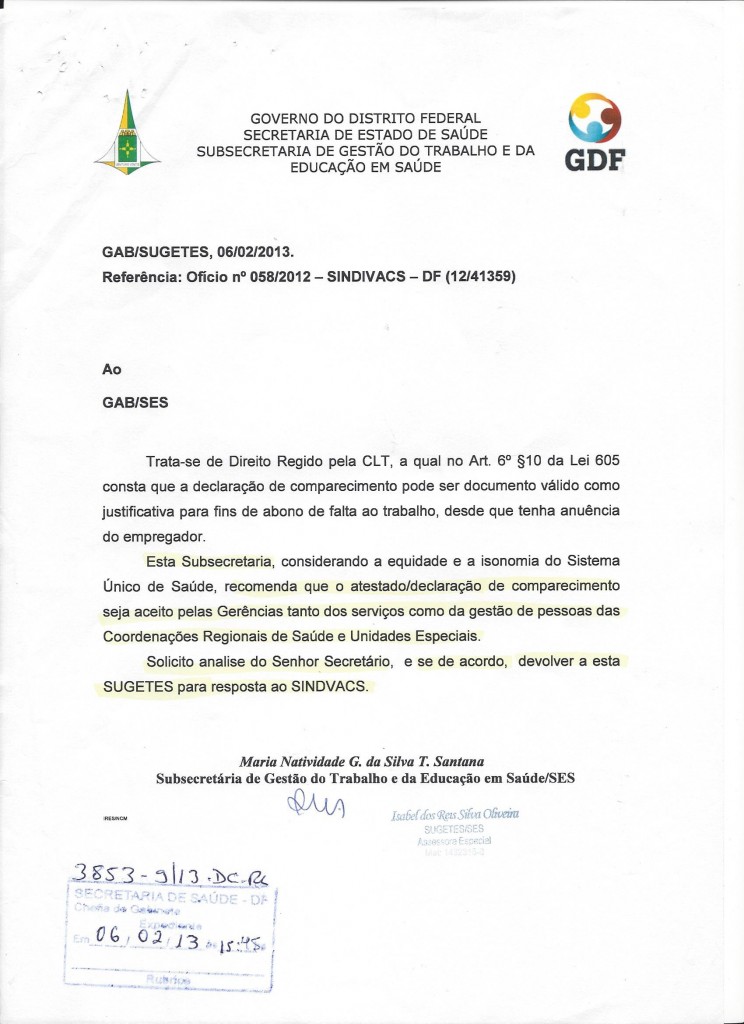 GOVERNO DO DISTRITO FEDERAL
SECRETARIA DE ESTADO DE SAÚDE
SUBSECRETARIA DE GESTÃO DO TRABALHO E DA
EDUCAÇÃO EM SAÚDE
GDF
GAB/SUGETES, 06/02/2013.
Referência: Ofício nº 058/2012 – SINDIVACS – DF (12/41359)
Ao
GAB/SES
Trata-se de Direito Regido pela CLT, a qual no Art. 6º §10 da Lei 605
consta que a declaração de comparecimento pode ser documento válido como
justificativa para fins de abono de falta ao trabalho, desde que tenha anuência
do empregador.
Esta Subsecretaria, considerando a equidade e a isonomia do Sistema
Único de Saúde, recomenda que o atestado/declaração de comparecimento
seja aceito pelas Gerências tanto dos serviços como da gestão de pessoas das
Coordenações Regionais de Saúde e Unidades Especiais.
Solicito analise do Senhor Secretário, e se de acordo, devolver a esta
SUGETES para resposta ao SINDVACS.
Maria Natividade G. da Silva T. Santana
Subsecretária de Gestão do Trabalho e da Educação em Saúde/SES
IRES/NCM
Isabel dos Reis Silva Oliveira
SUGETES/SES
Assessora Especial
3853-9/13-DC-RL
SECRETARIA DE SAÚDE - DF
Chefia de Gabinete
Expediente
Em 06, 02, 13 às 15:45
Rubrica